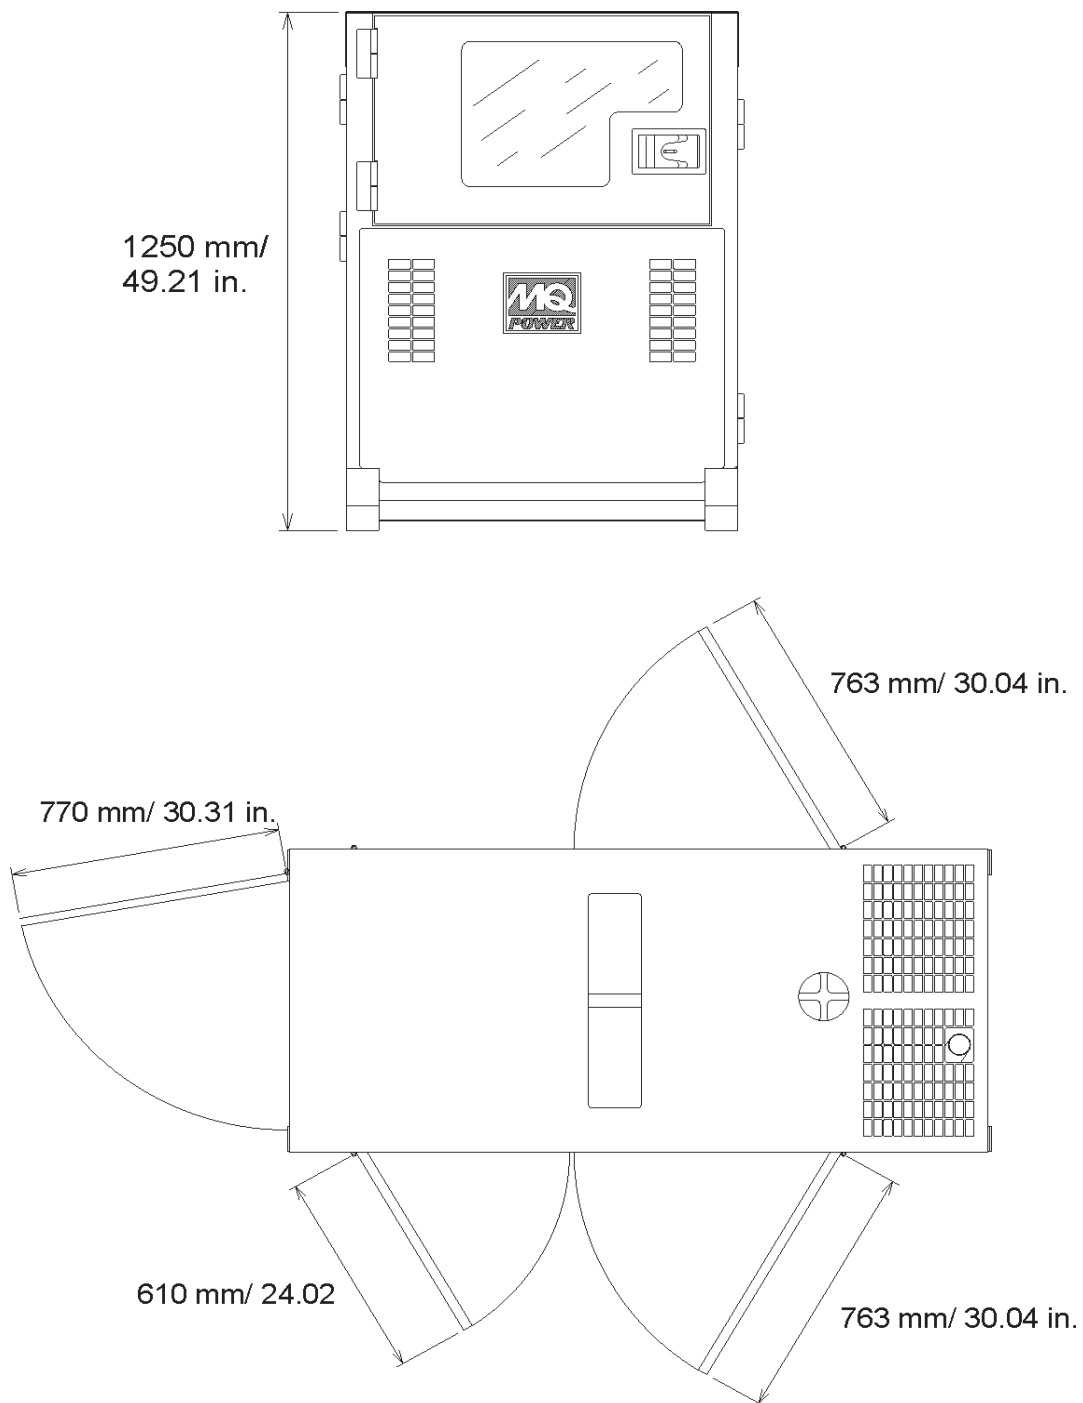 1250 mm/
49.21 in.
MQ
POWER
763 mm/ 30.04 in.
770 mm/ 30.31 in.
610 mm/ 24.02
763 mm/ 30.04 in.